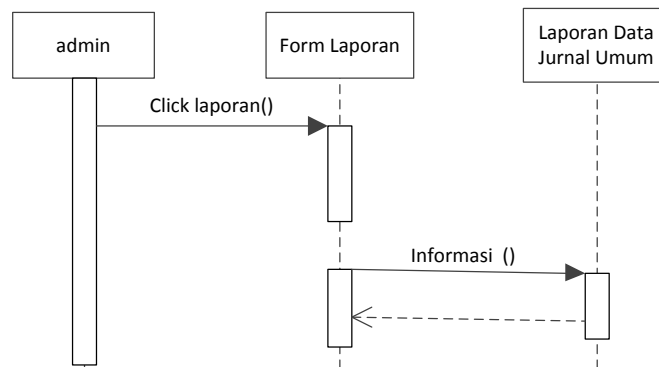 admin
Form Laporan
Laporan Data
Jurnal Umum
Click laporan()
Informasi ()